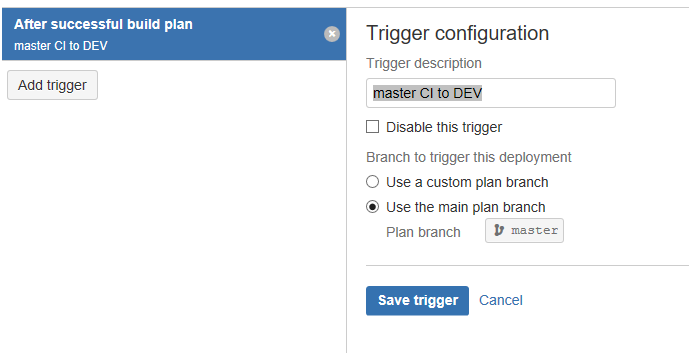 After successful build plan
master CI to DEV
Add trigger
Trigger configuration
Trigger description
master CI to DEV
Disable this trigger
Branch to trigger this deployment
Use a custom plan branch
Use the main plan branch
Plan branch master
Save trigger Cancel